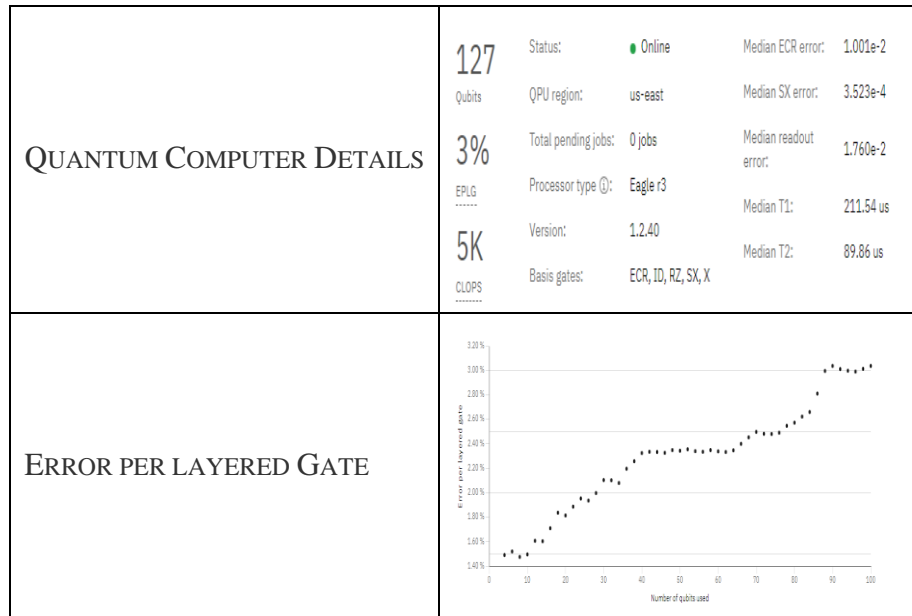 QUANTUM COMPUTER DETAILS
127
Qubits
3%
EPLG
5K
CLOPS
Status: Online
QPU region: us-east
Total pending jobs: 0 jobs
Processor type ⓘ: Eagle r3
Version: 1.2.40
Basis gates: ECR, ID, RZ, SX, X
Median ECR error: 1.001e-2
Median SX error: 3.523e-4
Median readout
error: 1.760e-2
Median T1: 211.54 us
Median T2: 89.86 us
ERROR PER LAYERED GATE
Error per layered gate
3.20 %
3.00 %
2.80 %
2.60 %
2.40 %
2.20 %
2.00 %
1.80 %
1.60 %
1.40 %
0 10 20 30 40 50 60 70 80 90 100
Number of qubits used